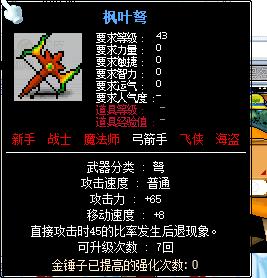 枫叶弩
要求等级: 43
要求力量: 0
要求敏捷: 0
要求智力: 0
要求运气: 0
要求人气度: -
道具等级: -
道具经验值: -
新手 战士 魔法师 弓箭手 飞侠 海盗
武器分类 : 弩
攻击速度 : 普通
攻击力 : +65
移动速度 : +8
直接攻击时45的比率发生后退现象。
可升级次数 : 7回
金锤子已提高的强化次数: 0